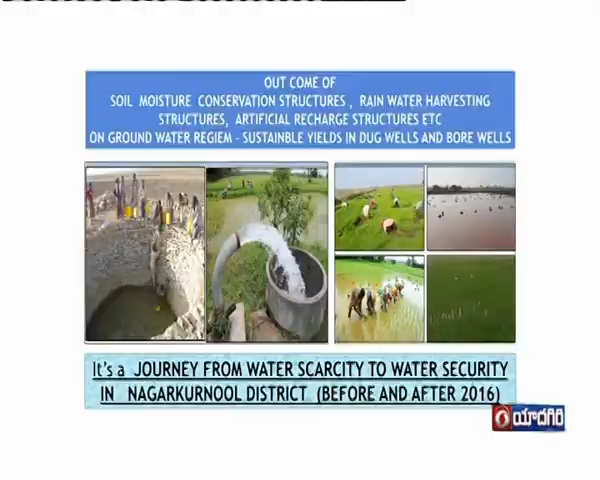 OUT COME OF
SOIL MOISTURE CONSERVATION STRUCTURES , RAIN WATER HARVESTING
STRUCTURES, ARTIFICIAL RECHARGE STRUCTURES ETC
ON GROUND WATER REGIEM - SUSTAINBLE YIELDS IN DUG WELLS AND BORE WELLS
It's a JOURNEY FROM WATER SCARCITY TO WATER SECURITY
IN NAGARKURNOOL DISTRICT (BEFORE AND AFTER 2016)
యాదగిరి